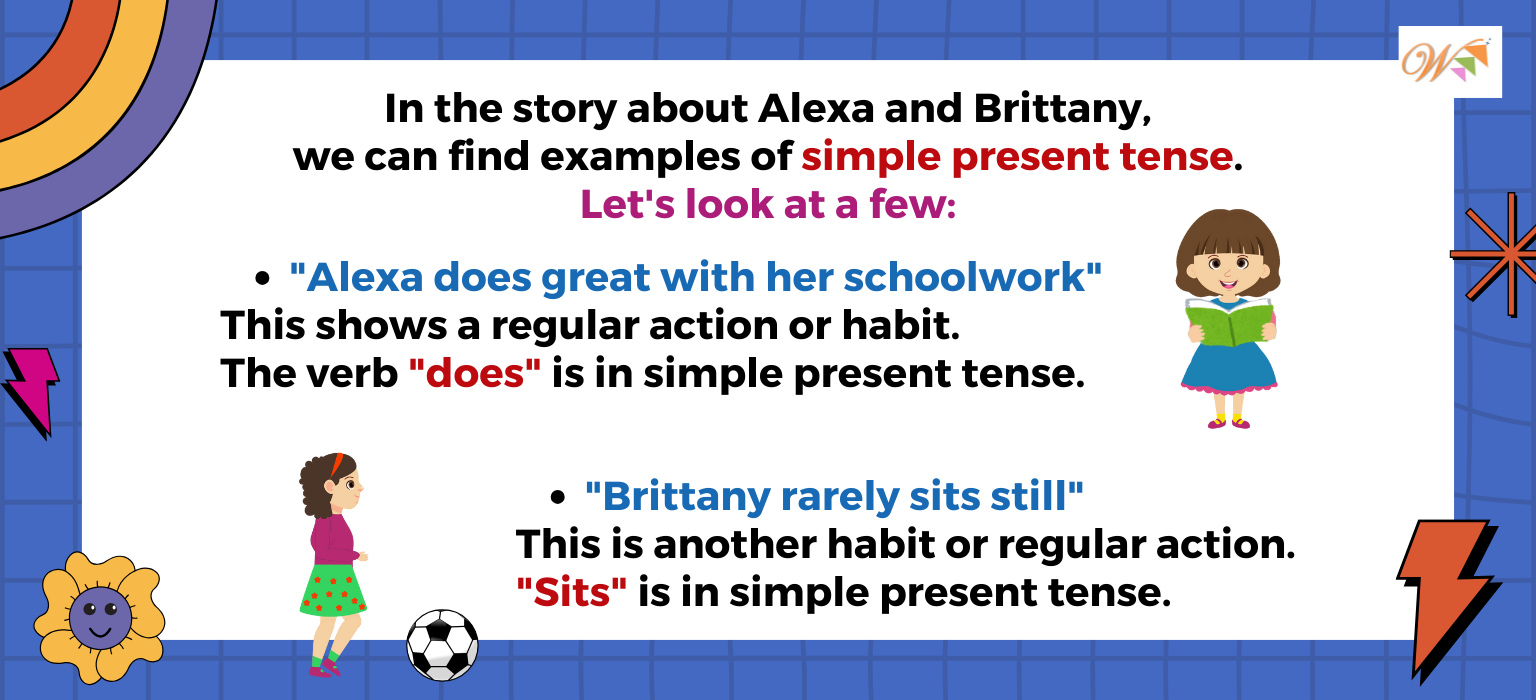 In the story about Alexa and Brittany,
we can find examples of simple present tense.
Let's look at a few:
• "Alexa does great with her schoolwork"
This shows a regular action or habit.
The verb "does" is in simple present tense.
• "Brittany rarely sits still"
This is another habit or regular action.
"Sits" is in simple present tense.
W